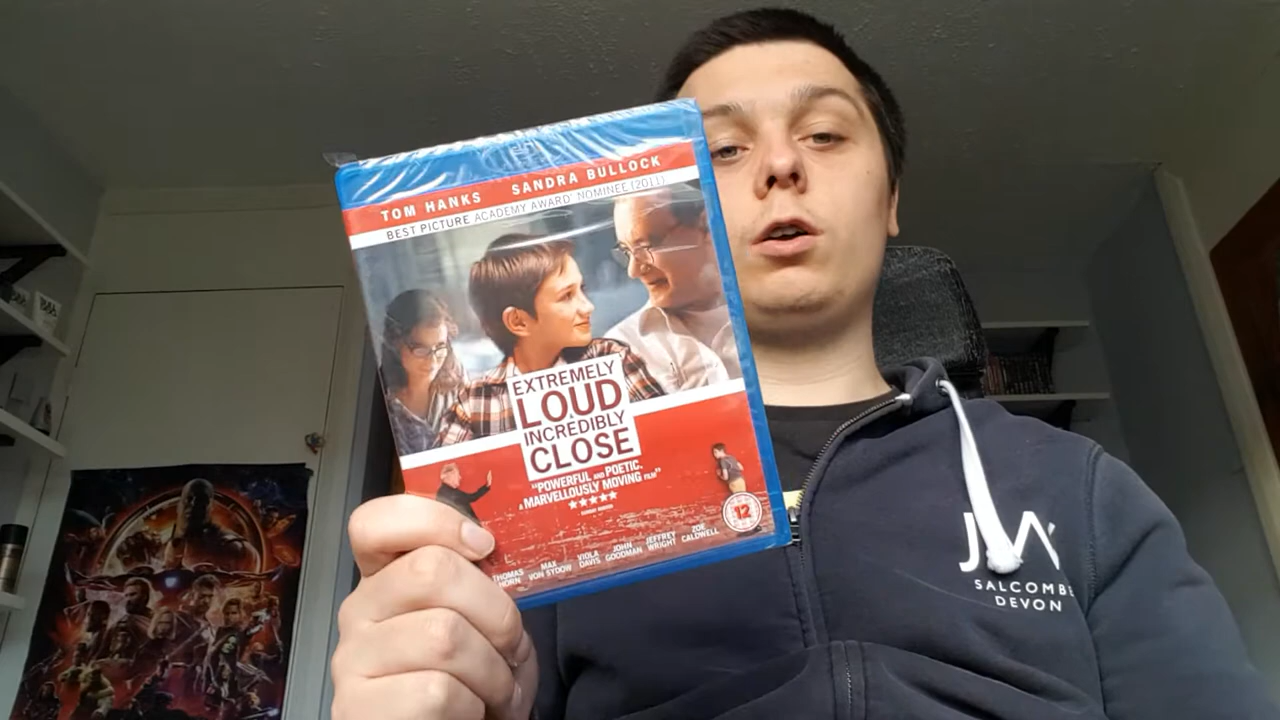 TOM HANKS SANDRA BULLOCK
BEST PICTURE ACADEMY AWARD® NOMINEE (2011)
EXTREMELY
LOUD
&
INCREDIBLY
CLOSE
"POWERFUL AND POETIC.
A MARVELLOUSLY MOVING FILM"
★★★★★
12
THOMAS HORN MAX VON SYDOW VIOLA DAVIS JOHN GOODMAN JEFFREY WRIGHT ZOE CALDWELL
JW
SALCOMBE
DEVON